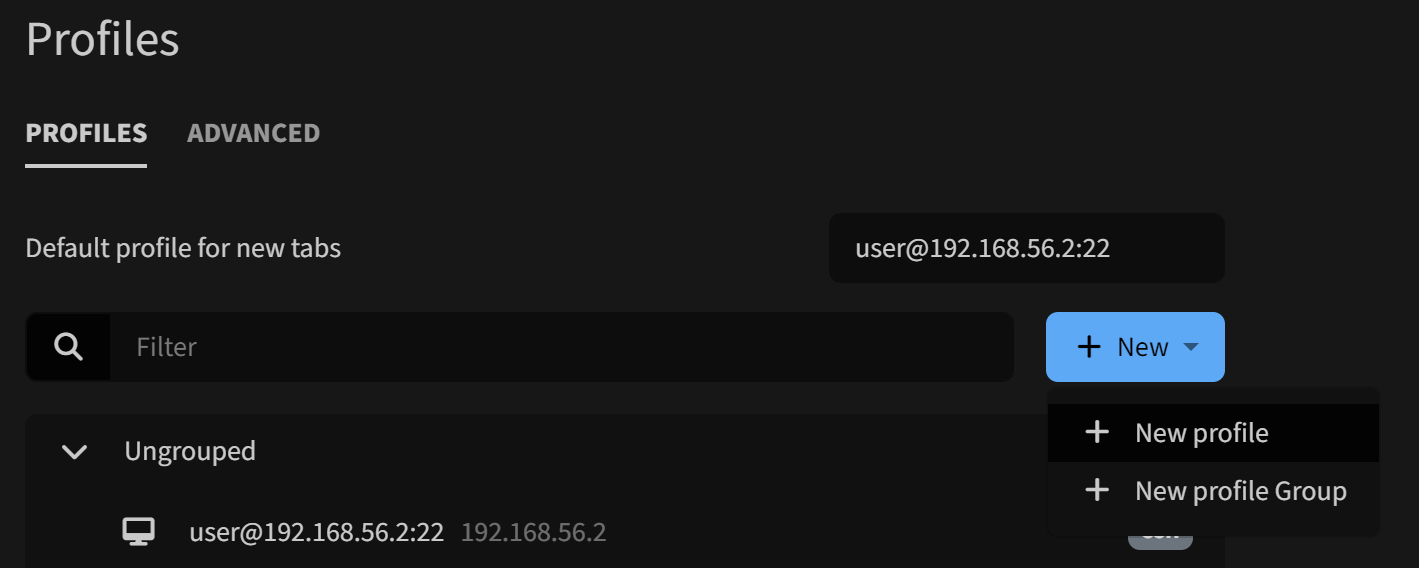 Profiles
PROFILES ADVANCED
Default profile for new tabs user@192.168.56.2:22
Filter + New
+ New profile
Ungrouped
+ New profile Group
user@192.168.56.2:22 192.168.56.2